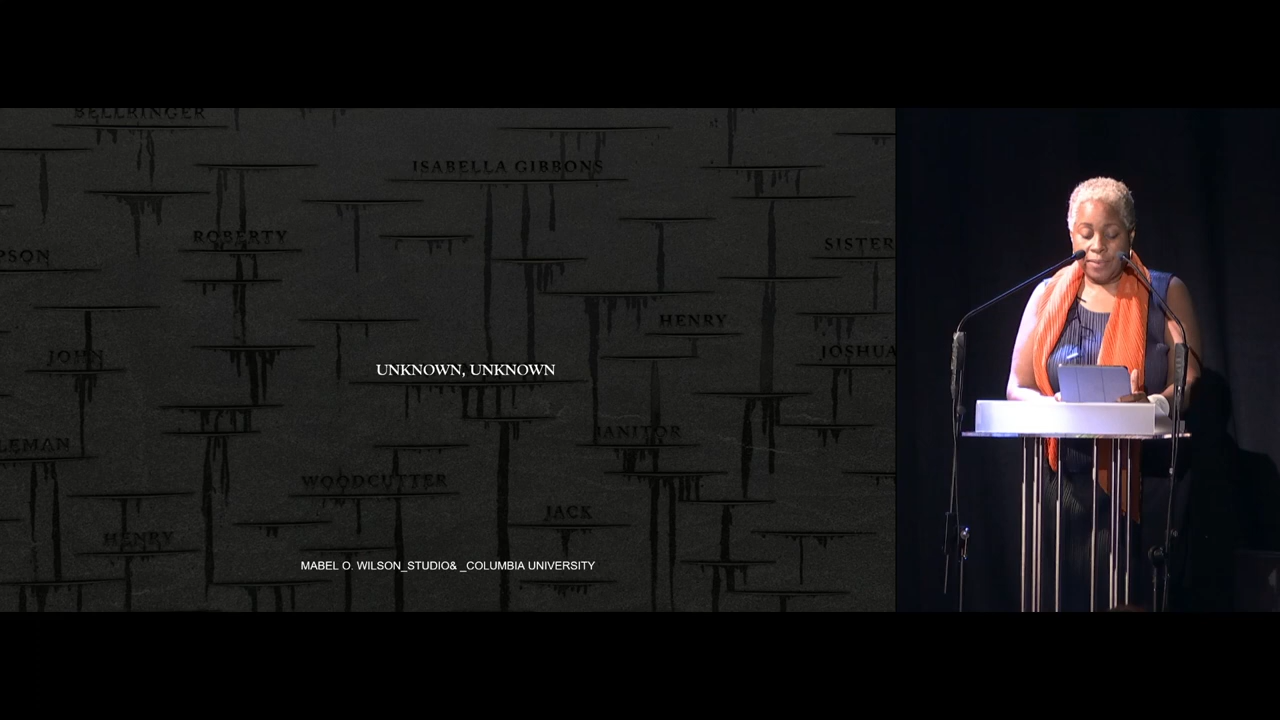 BELLRINGER
ISABELLA GIBBONS
ROBERTY
SISTER
PSON
HENRY
JOHN
JOSHUA
UNKNOWN, UNKNOWN
JANITOR
LEMAN
WOODCUTTER
JACK
HENRY
MABEL O. WILSON_STUDIO& _COLUMBIA UNIVERSITY